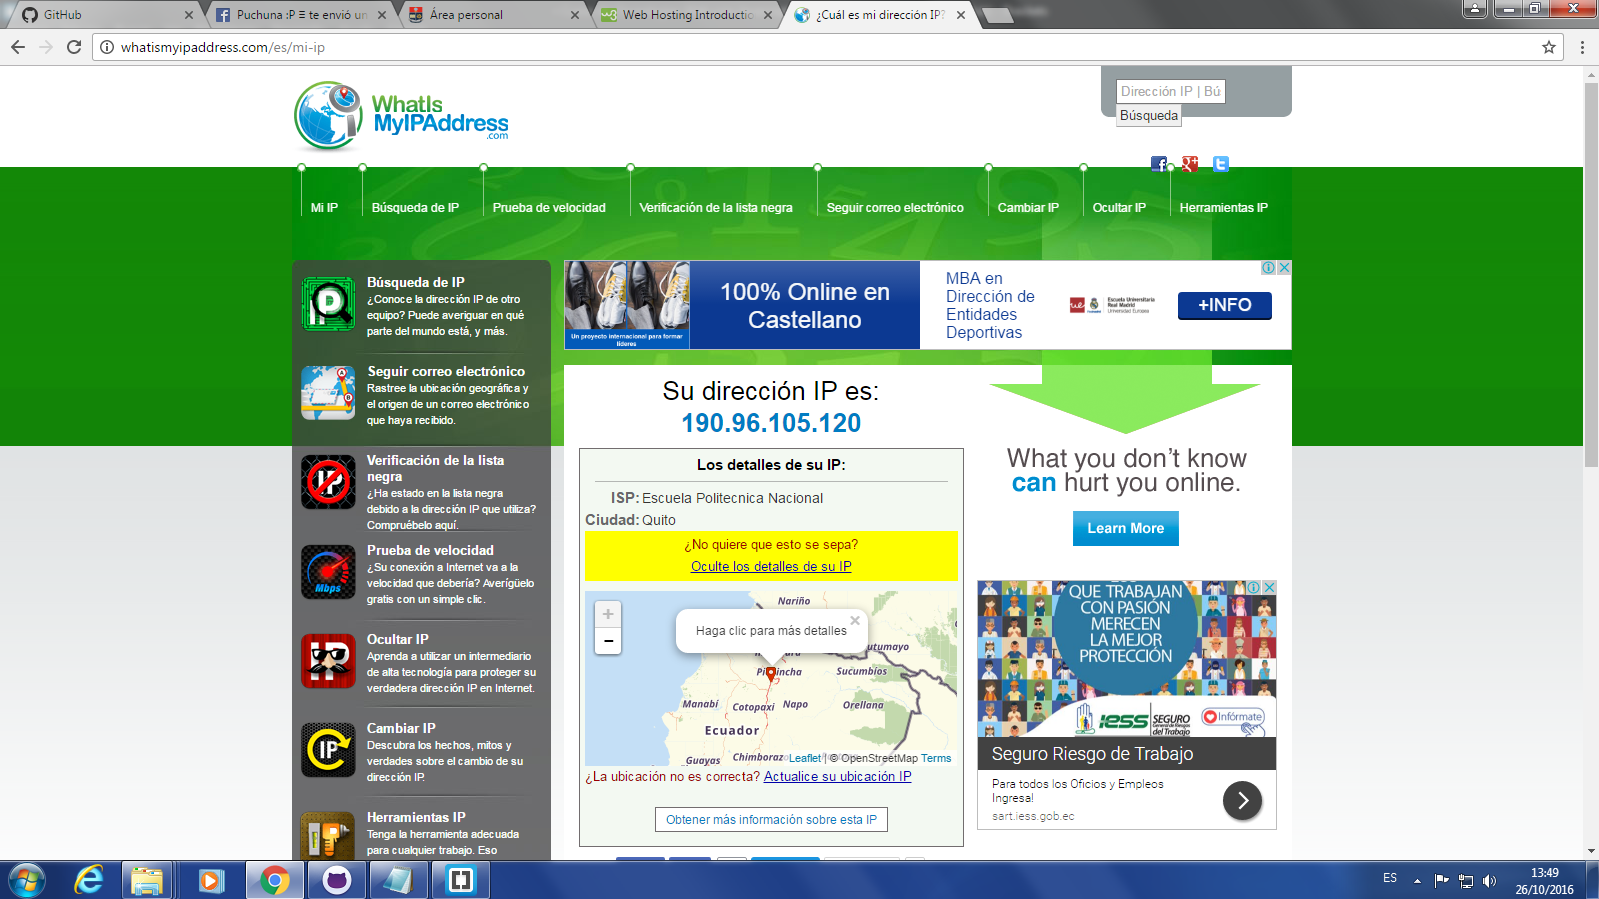 GitHub
Puchuna :P ≡ te envió un
Área personal
Web Hosting Introductio
¿Cuál es mi dirección IP?
whatismyipaddress.com/es/mi-ip
WhatIs
MyIPAddress
.com
Dirección IP | Bú
Búsqueda
Mi IP
Búsqueda de IP
Prueba de velocidad
Verificación de la lista negra
Seguir correo electrónico
Cambiar IP
Ocultar IP
Herramientas IP
Búsqueda de IP
¿Conoce la dirección IP de otro
equipo? Puede averiguar en qué
parte del mundo está, y más.
Seguir correo electrónico
Rastree la ubicación geográfica y
el origen de un correo electrónico
que haya recibido.
Verificación de la lista
negra
¿Ha estado en la lista negra
debido a la dirección IP que utiliza?
Compruébelo aquí.
Prueba de velocidad
¿Su conexión a Internet va a la
velocidad que debería? Averígüelo
gratis con un simple clic.
Mbps
Ocultar IP
Aprenda a utilizar un intermediario
de alta tecnología para proteger su
verdadera dirección IP en Internet.
Cambiar IP
Descubra los hechos, mitos y
verdades sobre el cambio de su
dirección IP.
IP
Herramientas IP
Tenga la herramienta adecuada
para cualquier trabajo. Eso
Un proyecto internacional para formar
líderes
100% Online en
Castellano
MBA en
Dirección de
Entidades
Deportivas
Escuela Universitaria
Real Madrid
Universidad Europea
+INFO
Su dirección IP es:
190.96.105.120
Los detalles de su IP:
ISP: Escuela Politecnica Nacional
Ciudad: Quito
¿No quiere que esto se sepa?
Oculte los detalles de su IP
+
−
Haga clic para más detalles
Nariño
utumayo
Sucumbíos
Manabí
Cotopaxi
Napo
Orellana
Ecuador
Guayas
Chimboraz
Leaflet | © OpenStreetMap Terms
¿La ubicación no es correcta? Actualice su ubicación IP
Obtener más información sobre esta IP
What you don't know
can hurt you online.
Learn More
QUE TRABAJAN
CON PASIÓN
MERECEN
LA MEJOR
PROTECCIÓN
IESS
SEGURO
General de Riesgos
del Trabajo
Infórmate
Seguro Riesgo de Trabajo
Para todos los Oficios y Empleos
Ingresa!
sart.iess.gob.ec
ES
13:49
26/10/2016